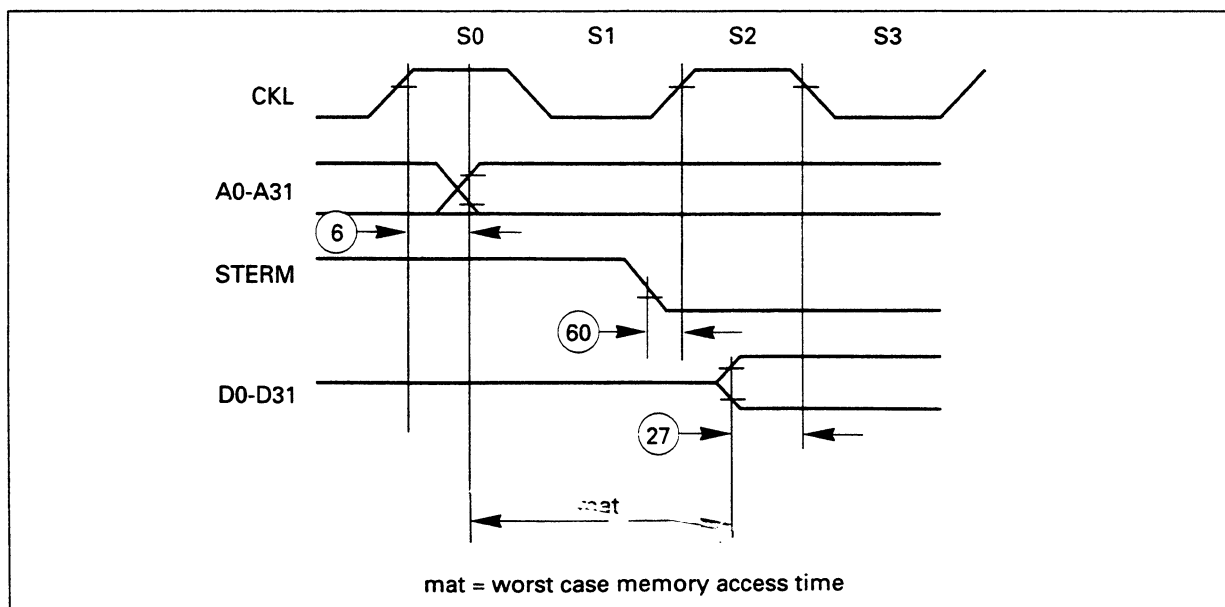 S0 S1 S2 S3
CKL
A0-A31
6
STERM
60
D0-D31
27
mat
mat = worst case memory access time